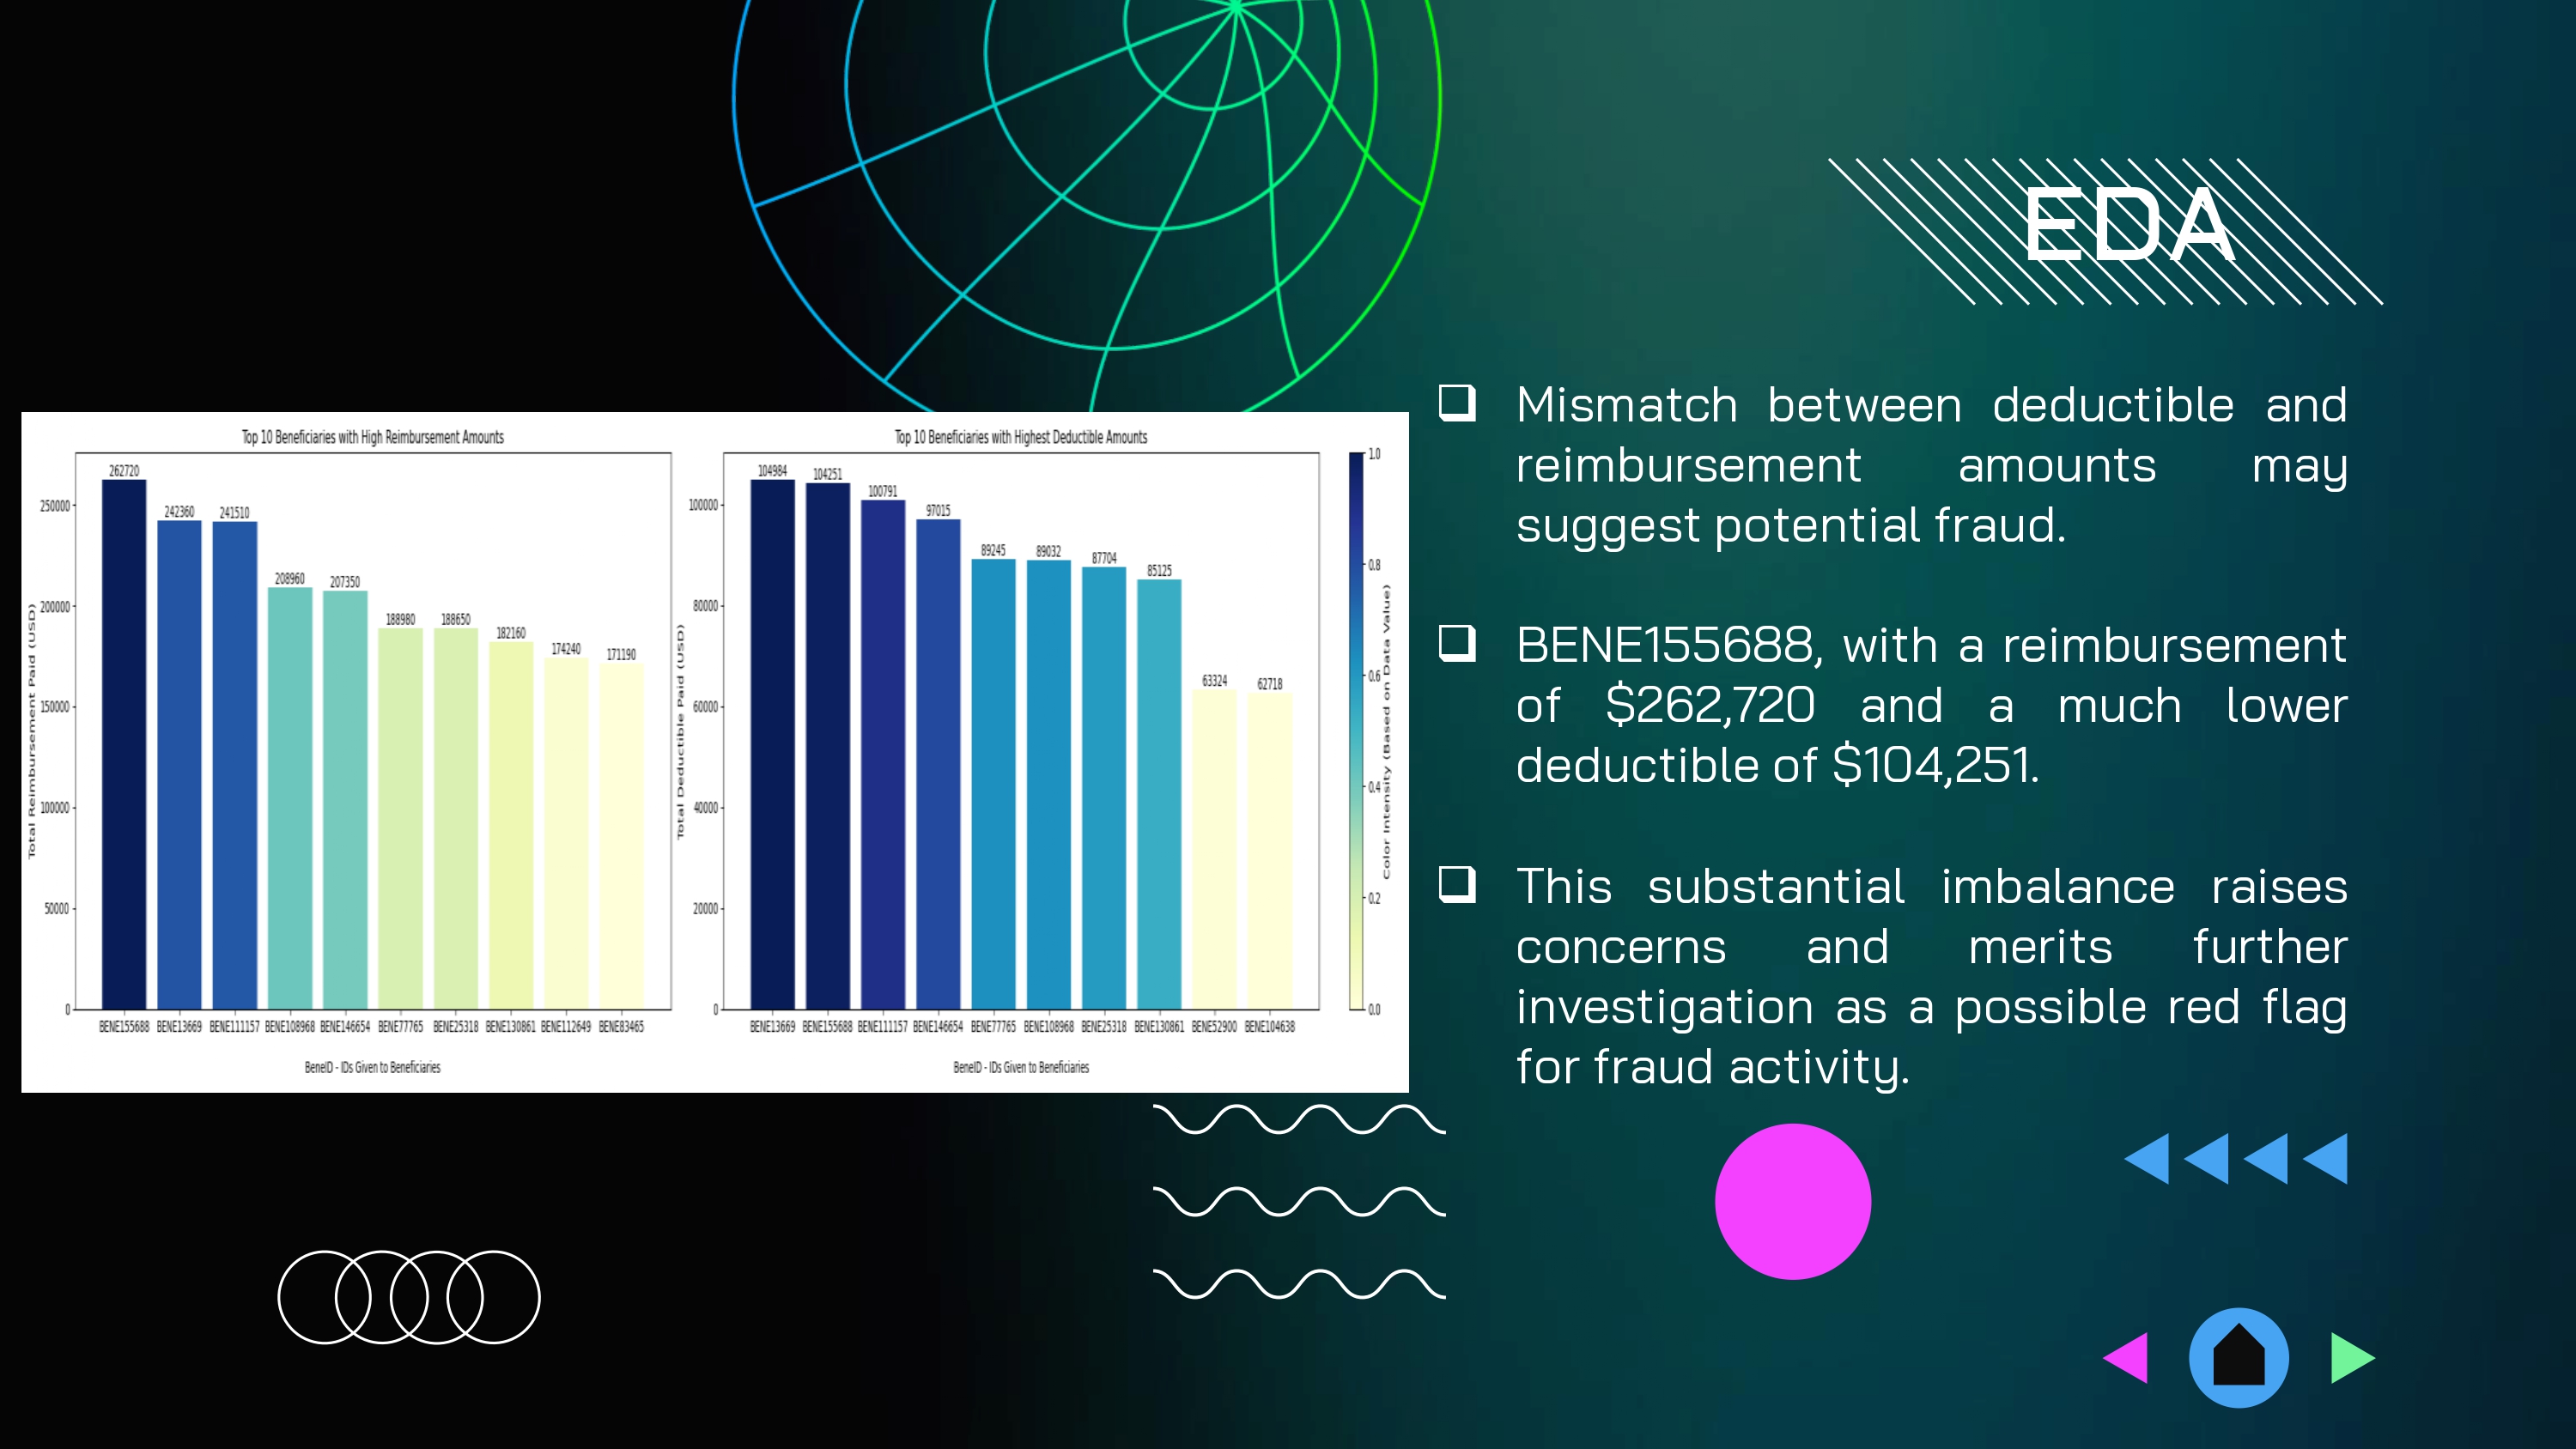 EDA
Top 10 Beneficiaries with High Reimbursement Amounts
Total Reimbursement Paid (USD)
250000
200000
150000
100000
50000
0
262720
242360
241510
208960
207350
188980
188650
182160
174240
171190
BENE155688 BENE13669 BENE111157 BENE108968 BENE146654 BENE77765 BENE25318 BENE130861 BENE112649 BENE83465
BeneID - IDs Given to Beneficiaries
Top 10 Beneficiaries with Highest Deductible Amounts
Total Deductible Paid (USD)
100000
80000
60000
40000
20000
0
104984
104251
100791
97015
89245
89032
87704
85125
63324
62718
BENE13669 BENE155688 BENE111157 BENE146654 BENE77765 BENE108968 BENE25318 BENE130861 BENE52900 BENE104638
BeneID - IDs Given to Beneficiaries
1.0
0.8
0.6
0.4
0.2
0.0
Color Intensity (Based on Data Value)
Mismatch between deductible and
reimbursement amounts may
suggest potential fraud.
BENE155688, with a reimbursement
of $262,720 and a much lower
deductible of $104,251.
This substantial imbalance raises
concerns and merits further
investigation as a possible red flag
for fraud activity.